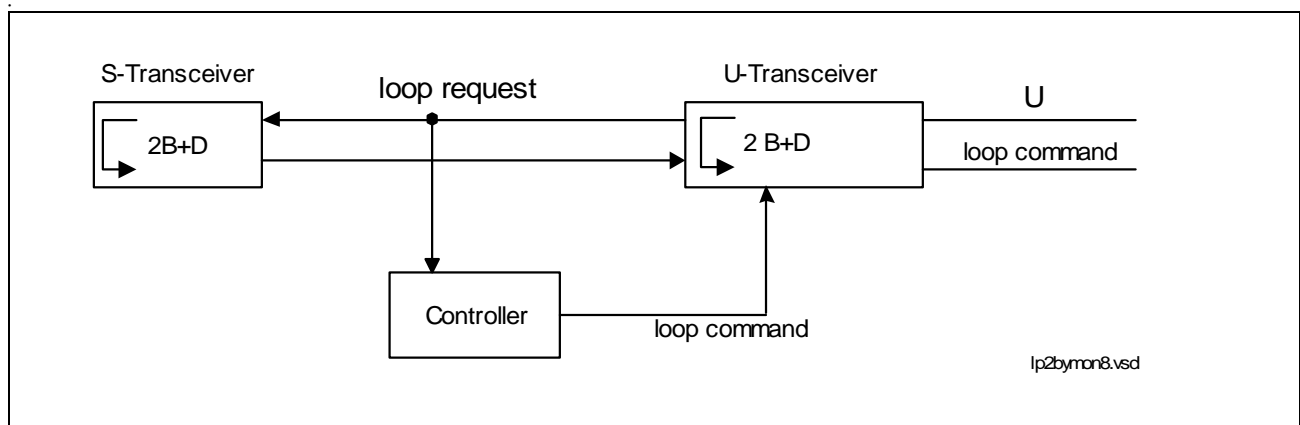 S-Transceiver
U-Transceiver
loop request
U
2B+D
2 B+D
loop command
Controller
loop command
lp2bymon8.vsd